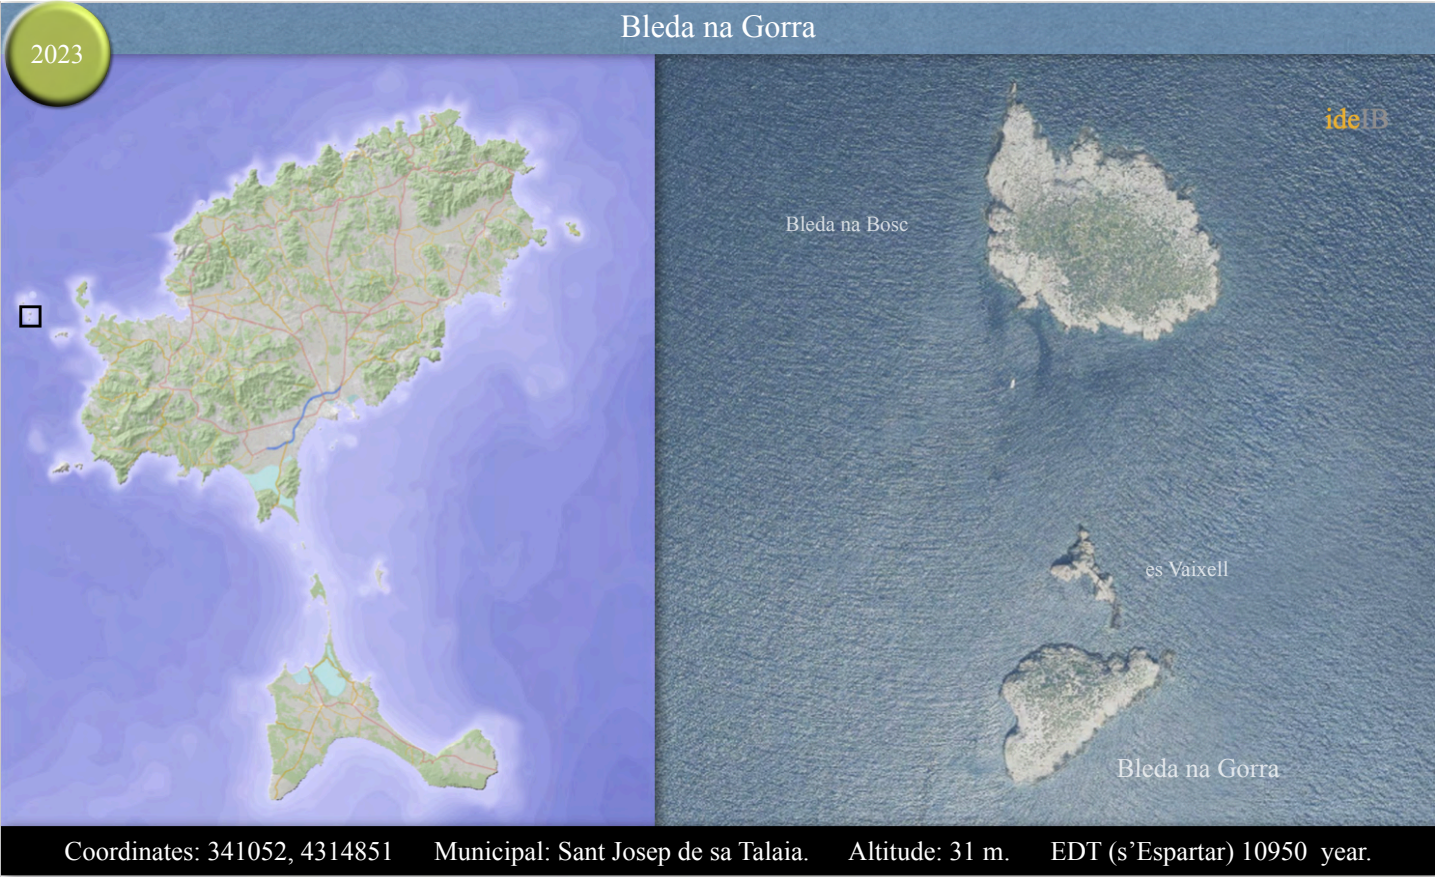 Bleda na Gorra
2023
ideIB
Bleda na Bosc
es Vaixell
Bleda na Gorra
Coordinates: 341052, 4314851 Municipal: Sant Josep de sa Talaia. Altitude: 31 m. EDT (s’Espartar) 10950 year.